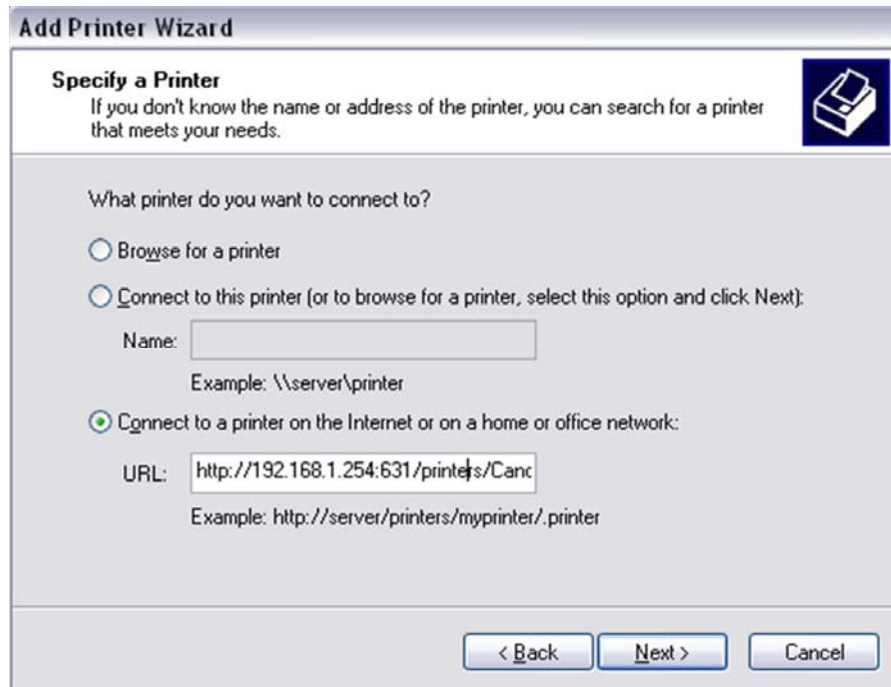 Add Printer Wizard
Specify a Printer
If you don't know the name or address of the printer, you can search for a printer
that meets your needs.
What printer do you want to connect to?
Browse for a printer
Connect to this printer (or to browse for a printer, select this option and click Next):
Name:
Example: \\server\printer
Connect to a printer on the Internet or on a home or office network:
URL: http://192.168.1.254:631/printers/Canc
Example: http://server/printers/myprinter/.printer
< Back Next > Cancel